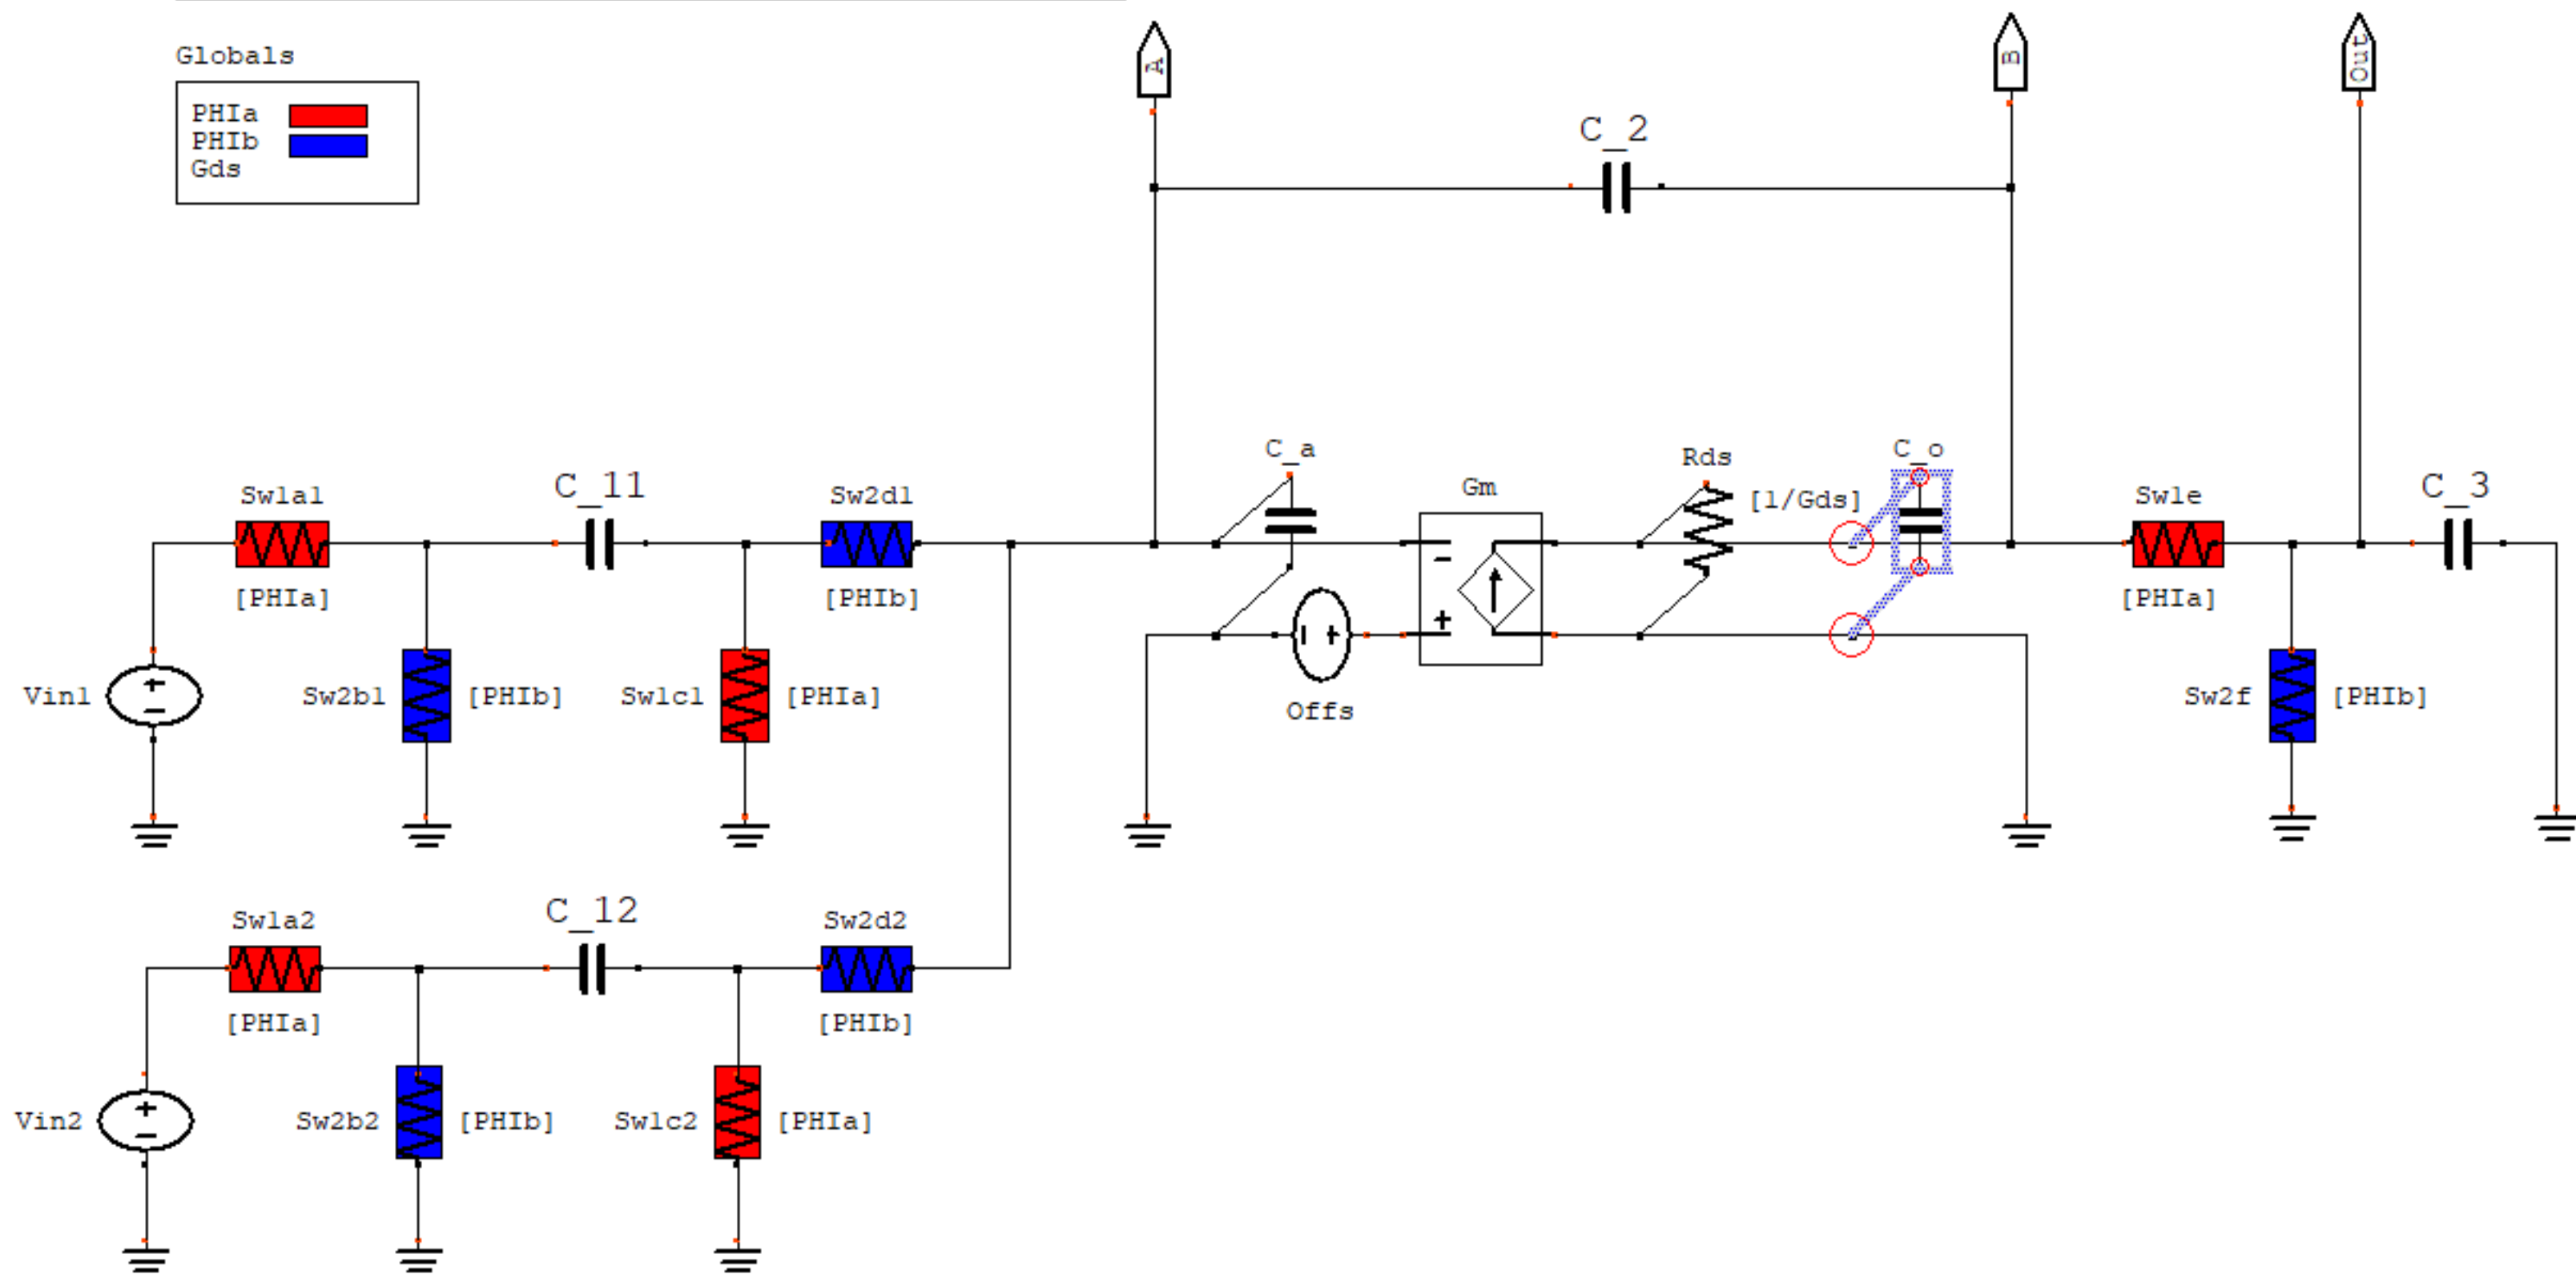 Globals
PHIa
PHIb
Gds
A
B
Out
C_2
C_a
Rds
C_o
Gm
[1/Gds]
Sw1a1
C_11
Sw2d1
Sw1e
C_3
[PHIa]
[PHIb]
[PHIa]
-
+
- +
Vin1
+
-
Sw2b1
[PHIb]
Sw1c1
[PHIa]
Offs
Sw2f
[PHIb]
Sw1a2
C_12
Sw2d2
[PHIa]
[PHIb]
Vin2
+
-
Sw2b2
[PHIb]
Sw1c2
[PHIa]